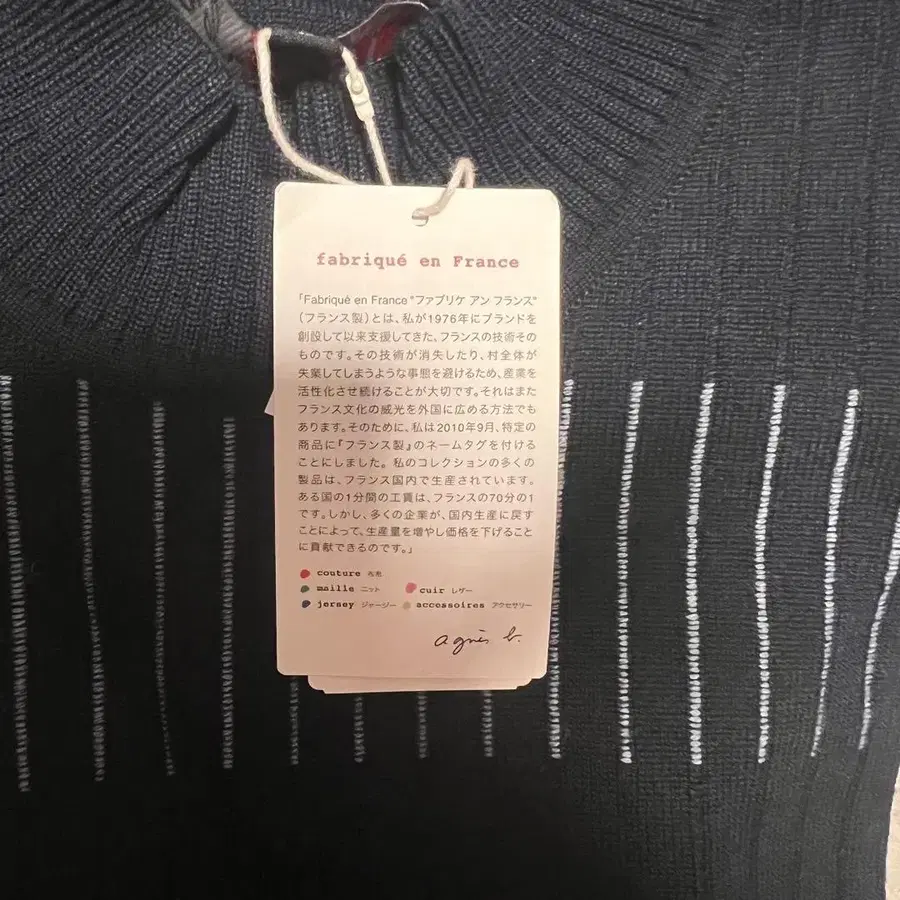 fabriqué en France
「Fabriqué en France "ファブリケ アン フランス"
(フランス製)とは、私が1976年にブランドを
創設して以来支援してきた、フランスの技術その
ものです。その技術が消失したり、村全体が
失業してしまうような事態を避けるため、産業を
活性化させ続けることが大切です。それはまた
フランス文化の威光を外国に広める方法でも
あります。そのために、私は2010年9月、特定の
商品に『フランス製』のネームタグを付ける
ことにしました。私のコレクションの多くの
製品は、フランス国内で生産されています。
ある国の1分間の工賃は、フランスの70分の1
です。しかし、多くの企業が、国内生産に戻す
ことによって、生産量を増やし価格を下げること
に貢献できるのです。」
couture 布帛
maille ニット cuir レザー
jersey ジャージー accessoires アクセサリー
agnès b.